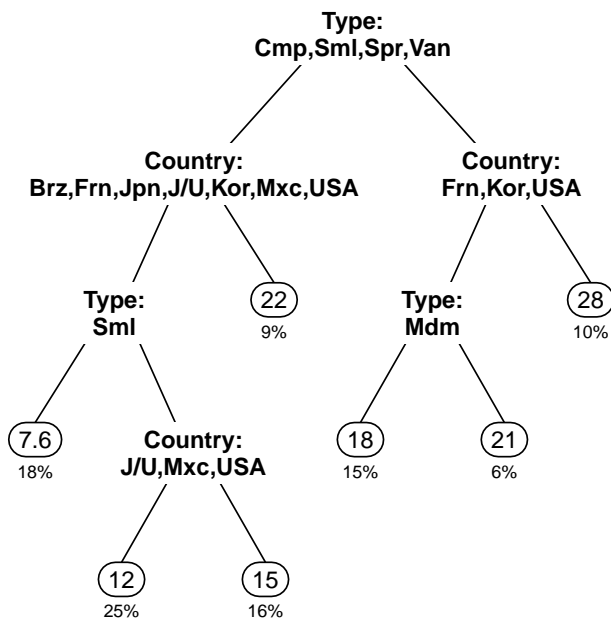 Type:
Cmp,Sml,Spr,Van
Country:
Brz,Frn,Jpn,J/U,Kor,Mxc,USA
Country:
Frn,Kor,USA
Type:
Sml
22
9%
Type:
Mdm
28
10%
7.6
18%
Country:
J/U,Mxc,USA
18
15%
21
6%
12
25%
15
16%